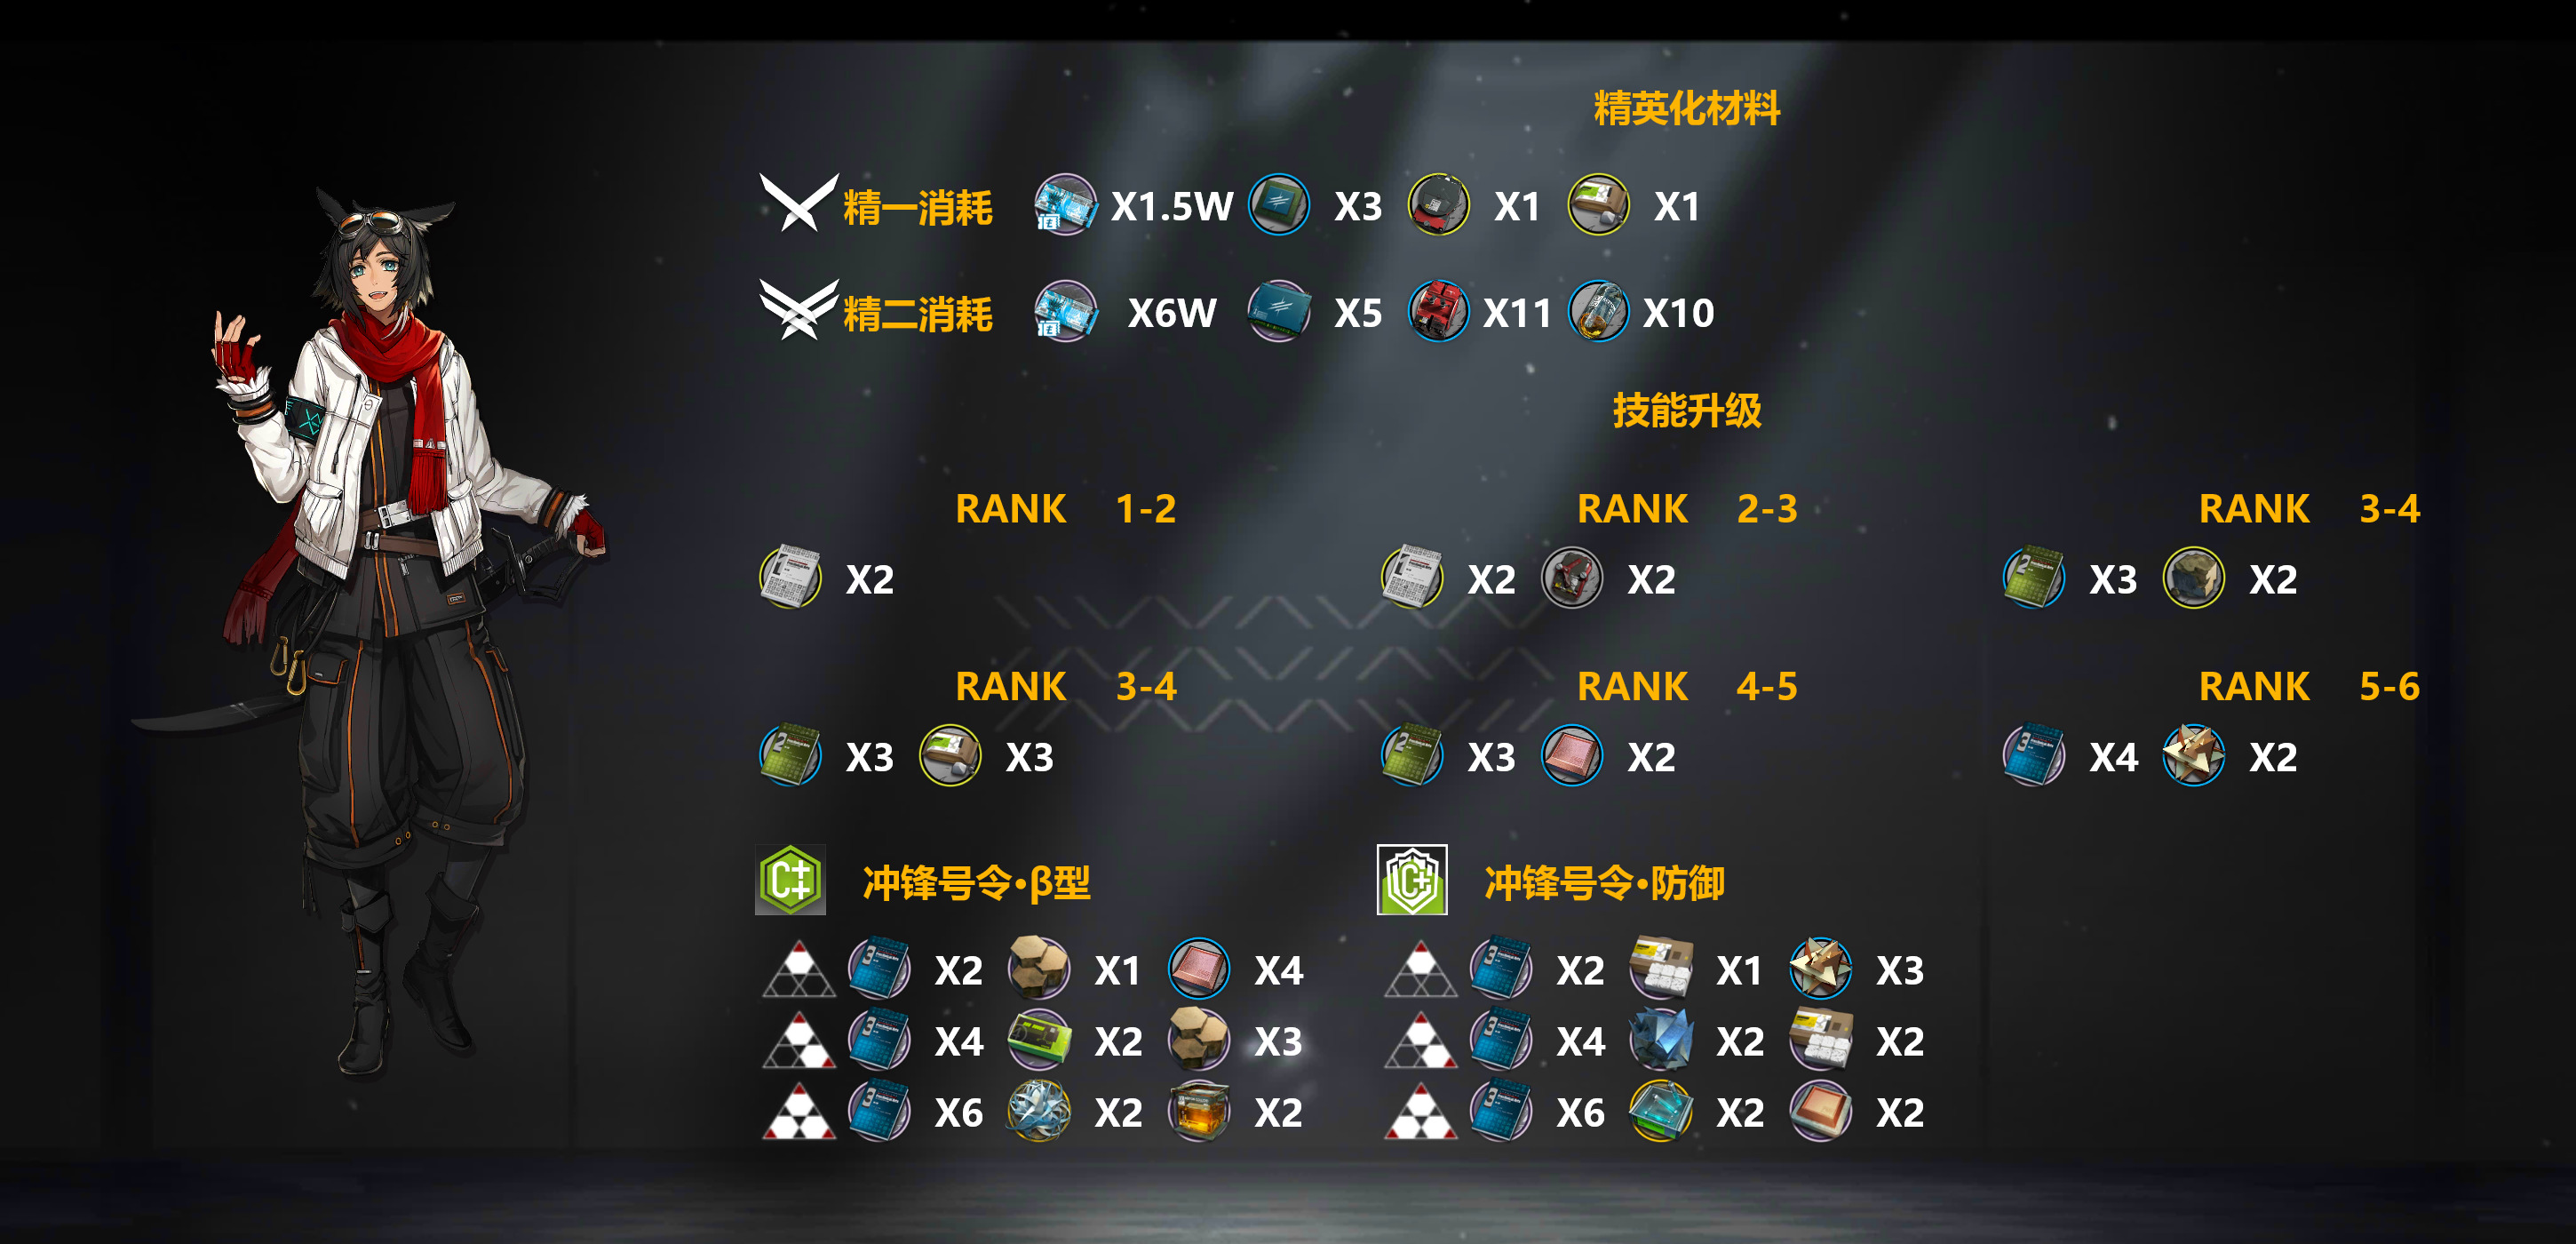 精英化材料
精一消耗 X1.5W X3 X1 X1
精二消耗 X6W X5 X11 X10
技能升级
RANK 1-2 RANK 2-3 RANK 3-4
X2 X2 X2 X3 X2
RANK 3-4 RANK 4-5 RANK 5-6
X3 X3 X3 X2 X4 X2
冲锋号令·β型 冲锋号令·防御
X2 X1 X4 X2 X1 X3
X4 X2 X3 X4 X2 X2
X6 X2 X2 X6 X2 X2